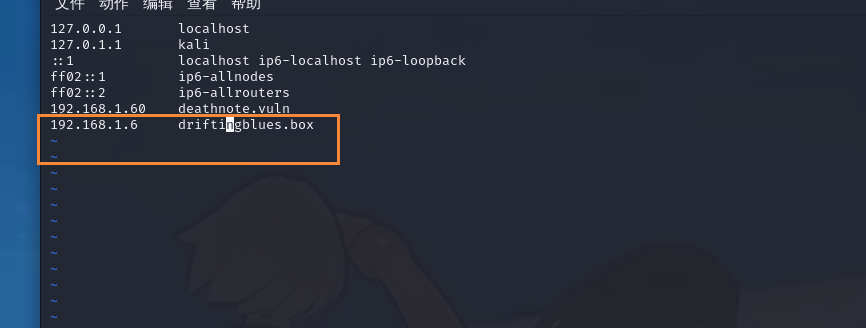 文件 动作 编辑 查看 帮助
127.0.0.1 localhost
127.0.1.1 kali
::1 localhost ip6-localhost ip6-loopback
ff02::1 ip6-allnodes
ff02::2 ip6-allrouters
192.168.1.60 deathnote.vuln
192.168.1.6 driftingblues.box
~
~
~
~
~
~
~
~
~
~
~
~